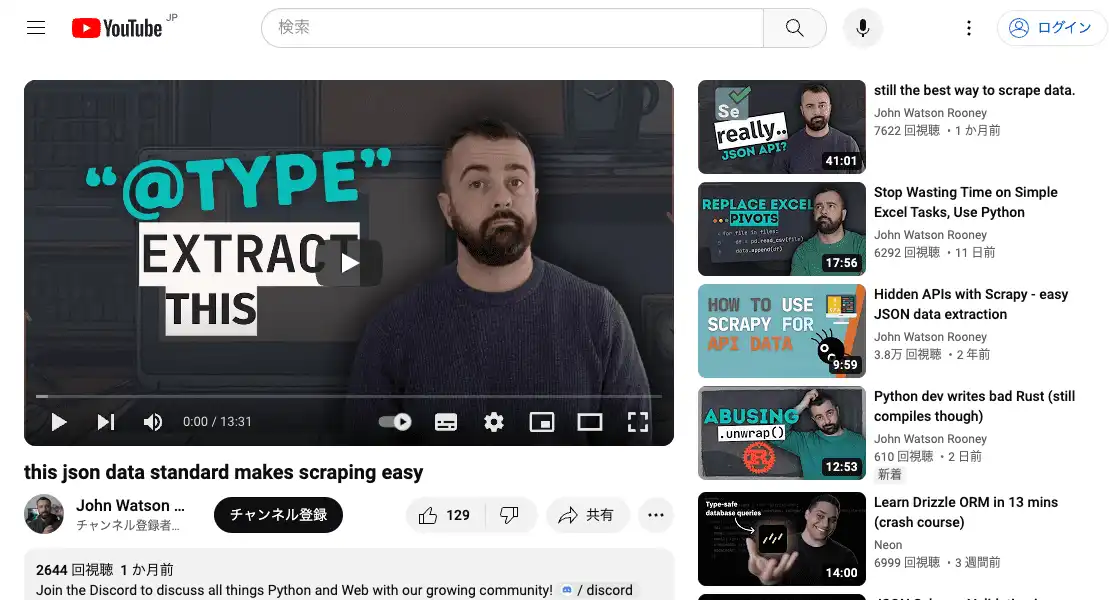 YouTube JP
検索
ログイン
“@TYPE”
EXTRACT
THIS
0:00 / 13:31
this json data standard makes scraping easy
John Watson ...
チャンネル登録者...
チャンネル登録
129
共有
2644 回視聴 1 か月前
Join the Discord to discuss all things Python and Web with our growing community! / discord
Se
really..
JSON API?
41:01
still the best way to scrape data.
John Watson Rooney
7622 回視聴 ・1 か月前
REPLACE EXCEL
PIVOTS
for file in files:
df = pd.read_csv(file)
data.append(df)
17:56
Stop Wasting Time on Simple
Excel Tasks, Use Python
John Watson Rooney
6292 回視聴 ・11 日前
HOW TO USE
SCRAPY FOR
API DATA
9:59
Hidden APIs with Scrapy - easy
JSON data extraction
John Watson Rooney
3.8万 回視聴 ・2 年前
ABUSING
.unwrap()
R
12:53
Python dev writes bad Rust (still
compiles though)
John Watson Rooney
610 回視聴 ・2 日前
新着
Type-safe
database queries
14:00
Learn Drizzle ORM in 13 mins
(crash course)
Neon
6999 回視聴 ・3 週間前